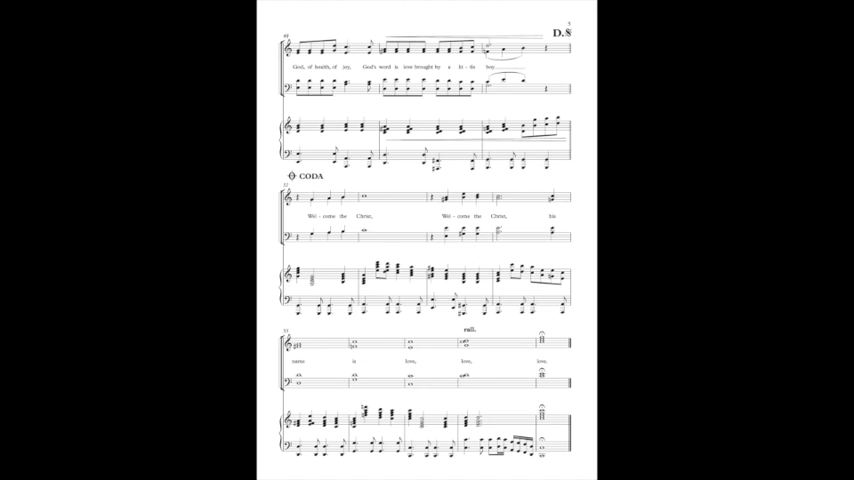 5
D.𝄋
God, of health, of joy, God's word is love brought by a lit - tle boy
CODA
Wel - come the Christ, Wel - come the Christ, his
rall.
name is love, love, love.